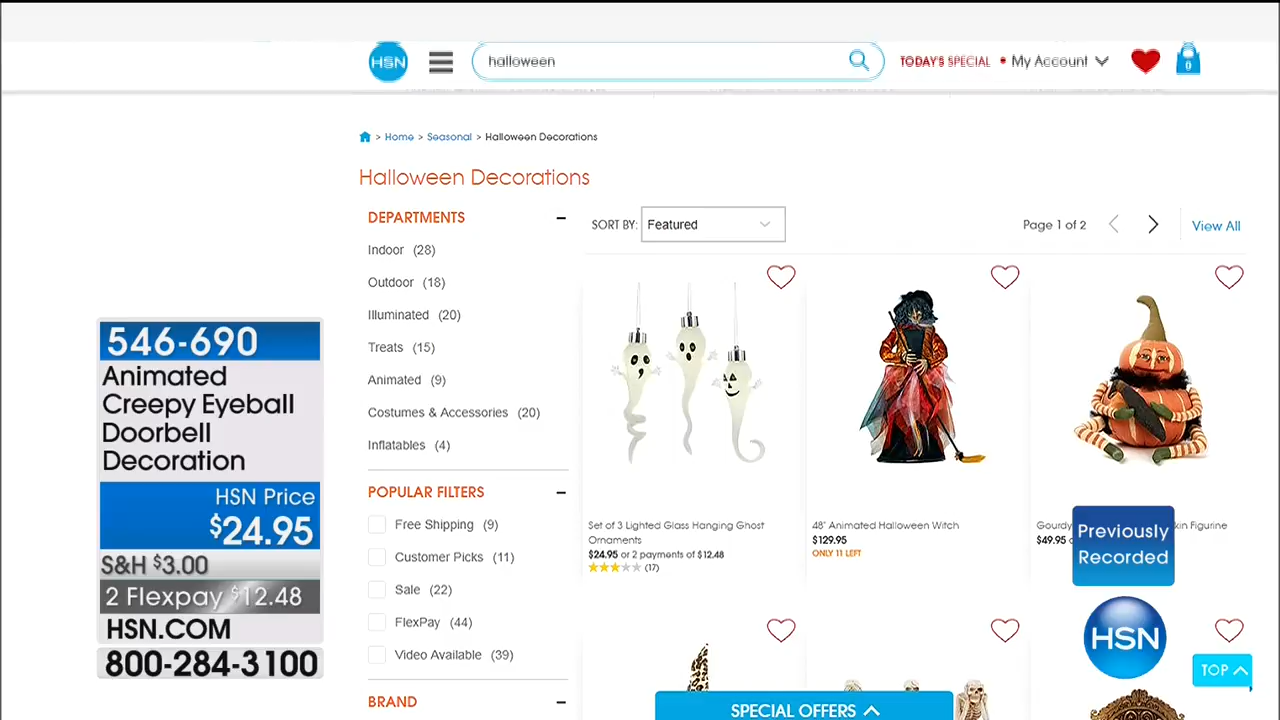 HSN
halloween
TODAY'S SPECIAL
My Account
0
> Home > Seasonal > Halloween Decorations
Halloween Decorations
DEPARTMENTS
Indoor (28)
Outdoor (18)
Illuminated (20)
Treats (15)
Animated (9)
Costumes & Accessories (20)
Inflatables (4)
POPULAR FILTERS
Free Shipping (9)
Customer Picks (11)
Sale (22)
FlexPay (44)
Video Available (39)
BRAND
SORT BY: Featured
Page 1 of 2
View All
Set of 3 Lighted Glass Hanging Ghost
Ornaments
$24.95 or 2 payments of $12.48
(17)
48" Animated Halloween Witch
$129.95
ONLY 11 LEFT
Figurine
$49.95
546-690
Animated
Creepy Eyeball
Doorbell
Decoration
HSN Price
$24.95
S&H $3.00
2 Flexpay $12.48
HSN.COM
800-284-3100
Previously
Recorded
HSN
TOP
SPECIAL OFFERS